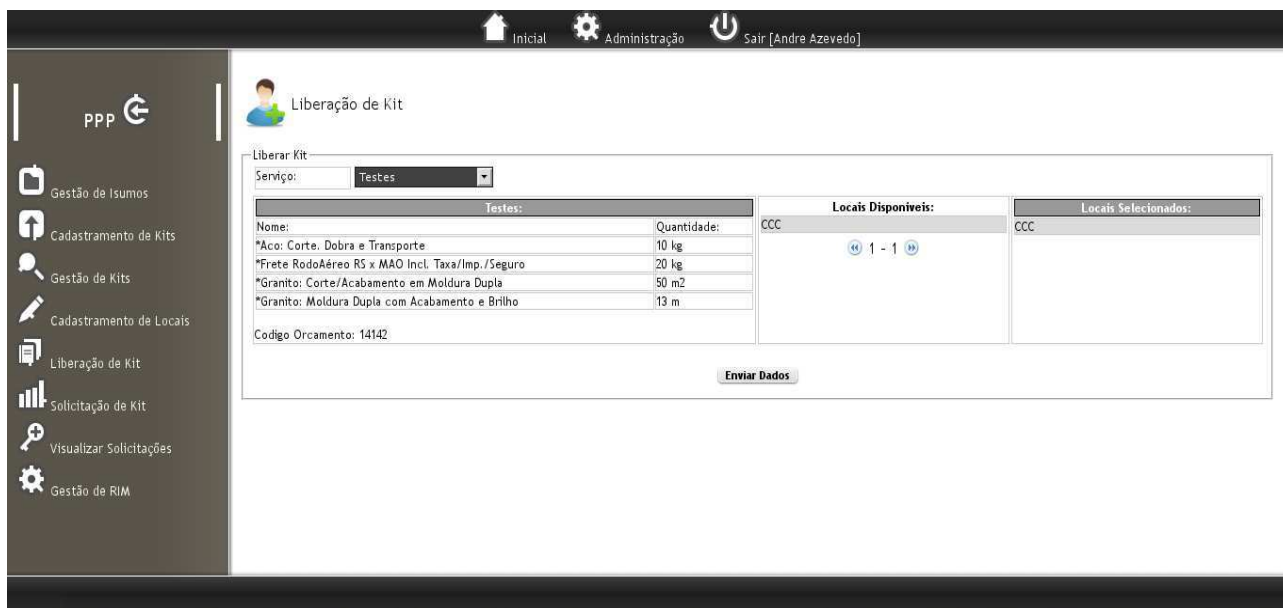 Inicial Administração Sair [Andre Azevedo]
PPP
Gestão de Isumos
Cadastramento de Kits
Gestão de Kits
Cadastramento de Locais
Liberação de Kit
Solicitação de Kit
Visualizar Solicitações
Gestão de RIM
Liberação de Kit
Liberar Kit
Serviço: Testes
Testes:
Nome: Quantidade:
*Aco: Corte. Dobra e Transporte 10 kg
*Frete RodoAéreo RS x MAO Incl. Taxa/Imp./Seguro 20 kg
*Granito: Corte/Acabamento em Moldura Dupla 50 m2
*Granito: Moldura Dupla com Acabamento e Brilho 13 m
Codigo Orcamento: 14142
Locais Disponiveis:
CCC
1 - 1
Locais Selecionados:
CCC
Enviar Dados